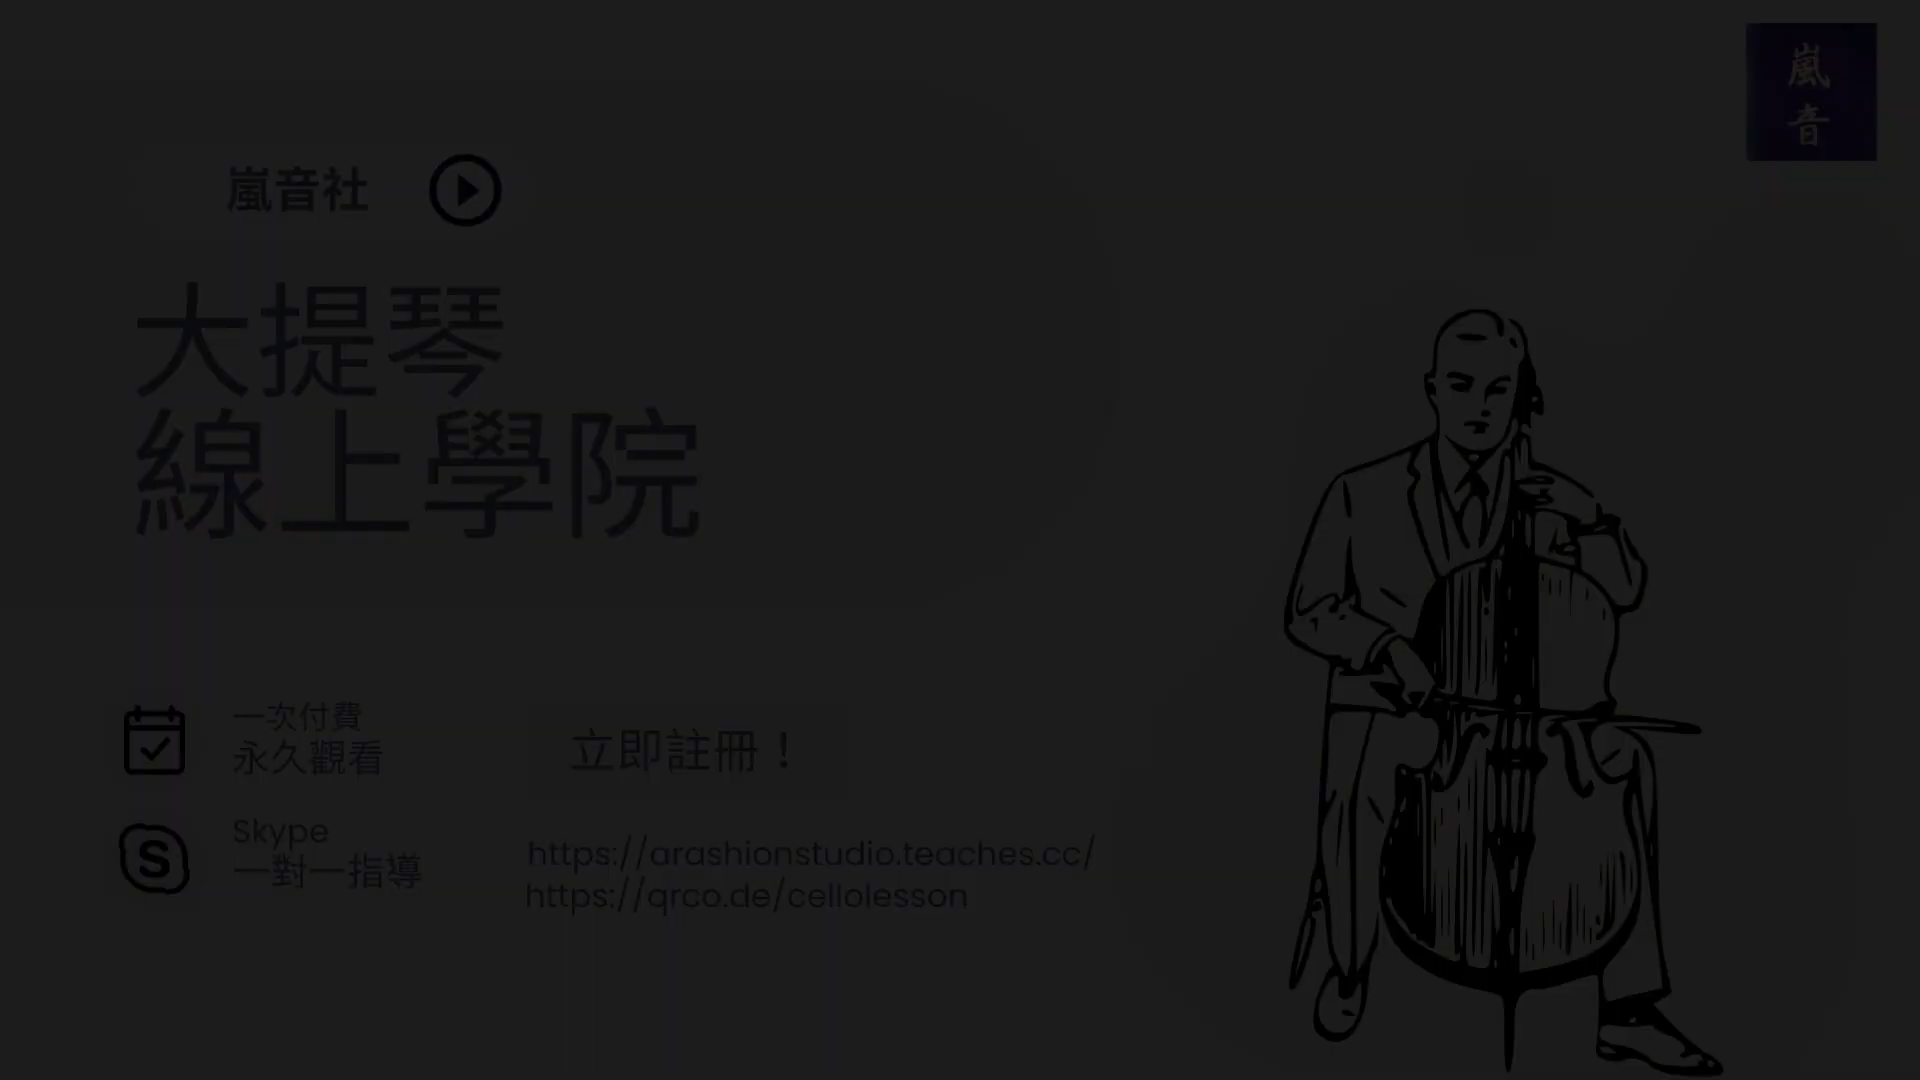 嵐
音
嵐音社
大提琴
線上學院
一次付費
永久觀看
立即註冊！
Skype
一對一指導
https://arashionstudio.teaches.cc/
https://qrco.de/cellolesson